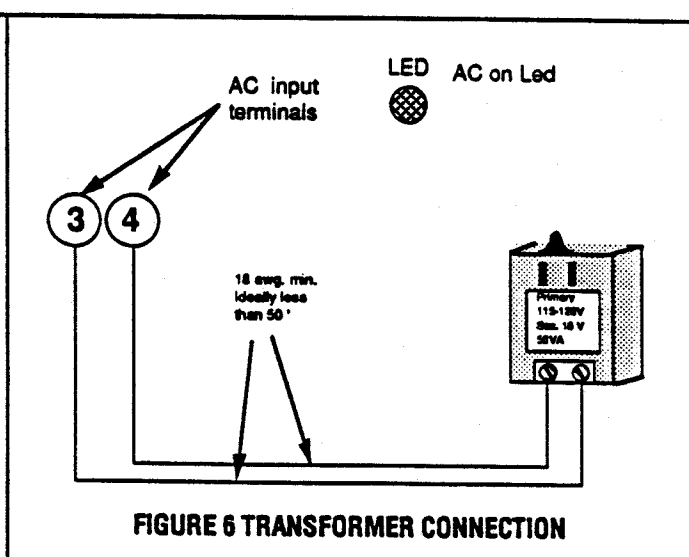 AC input
terminals
LED AC on Led
3 4
18 awg. min.
ideally less
than 50 '
Primary
Sec. 16 V
50VA
FIGURE 6 TRANSFORMER CONNECTION